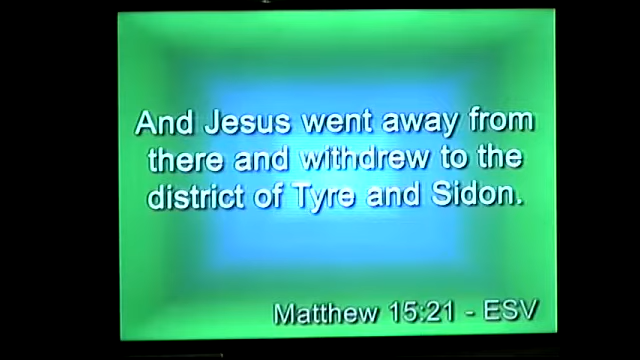 And Jesus went away from
there and withdrew to the
district of Tyre and Sidon.
Matthew 15:21 - ESV